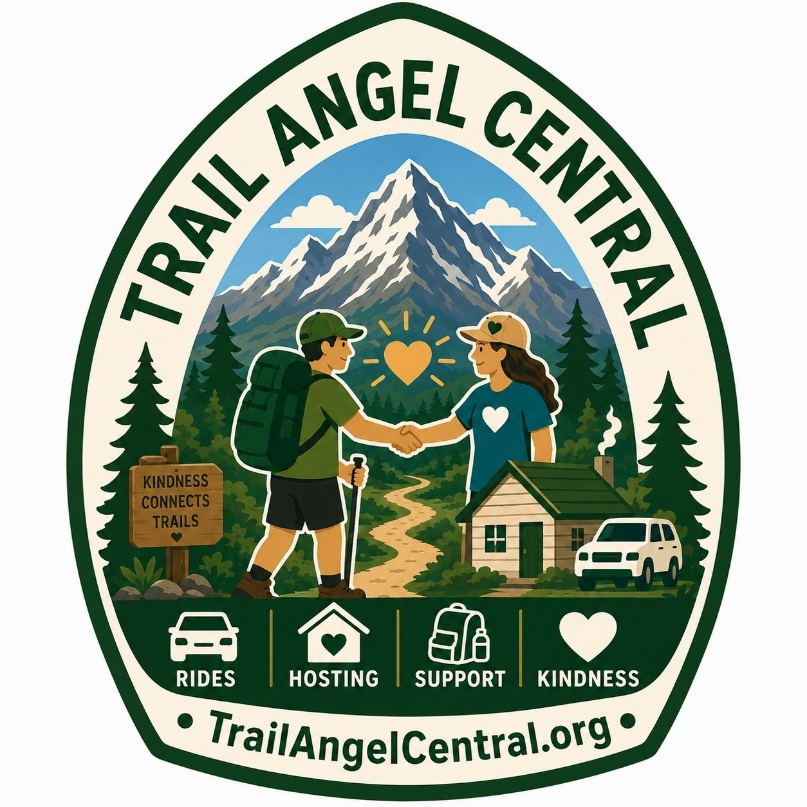 TRAIL ANGEL CENTRAL
KINDNESS
CONNECTS
TRAILS
RIDES
HOSTING
SUPPORT
KINDNESS
• TrailAngelCentral.org •